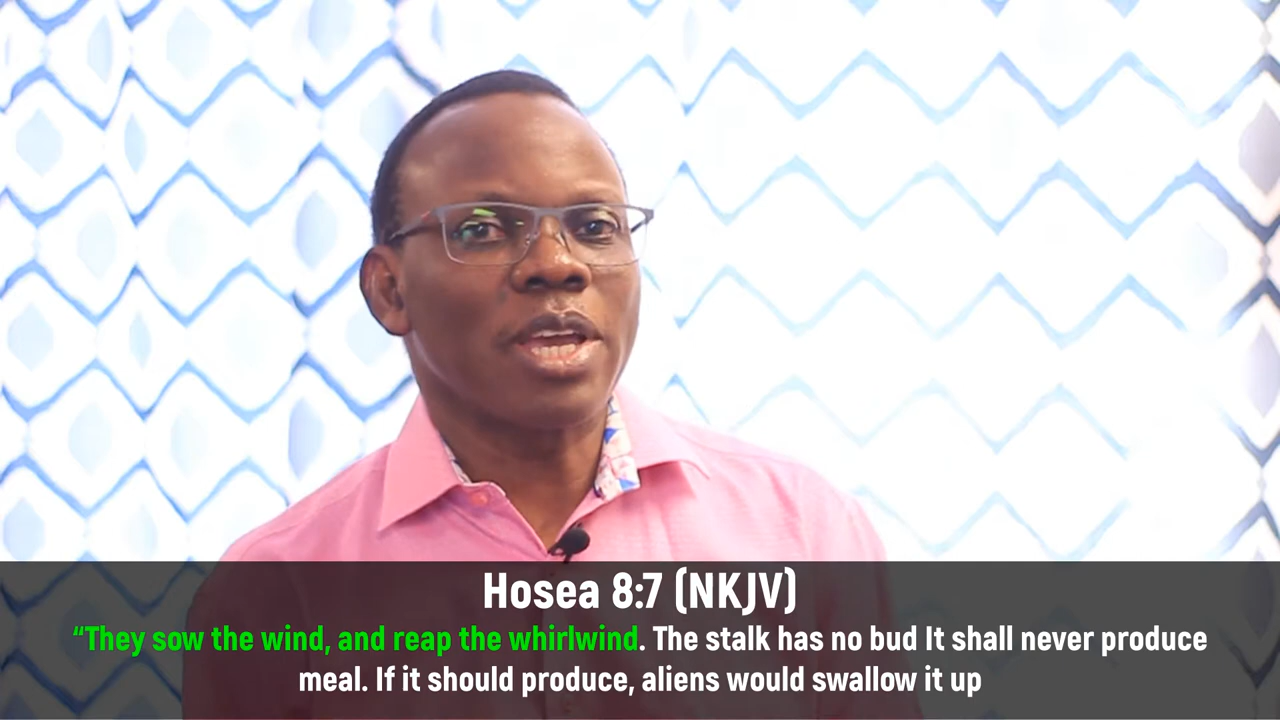 Hosea 8:7 (NKJV)
“They sow the wind, and reap the whirlwind. The stalk has no bud It shall never produce
meal. If it should produce, aliens would swallow it up